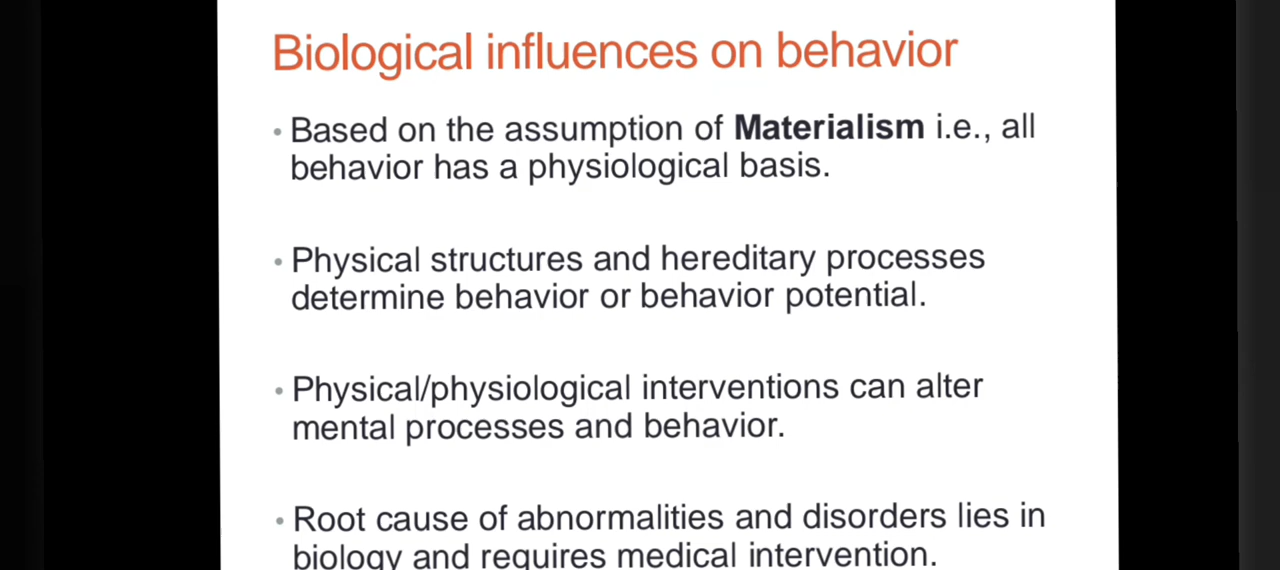 Biological influences on behavior
• Based on the assumption of Materialism i.e., all
behavior has a physiological basis.
• Physical structures and hereditary processes
determine behavior or behavior potential.
• Physical/physiological interventions can alter
mental processes and behavior.
• Root cause of abnormalities and disorders lies in
biology and requires medical intervention.